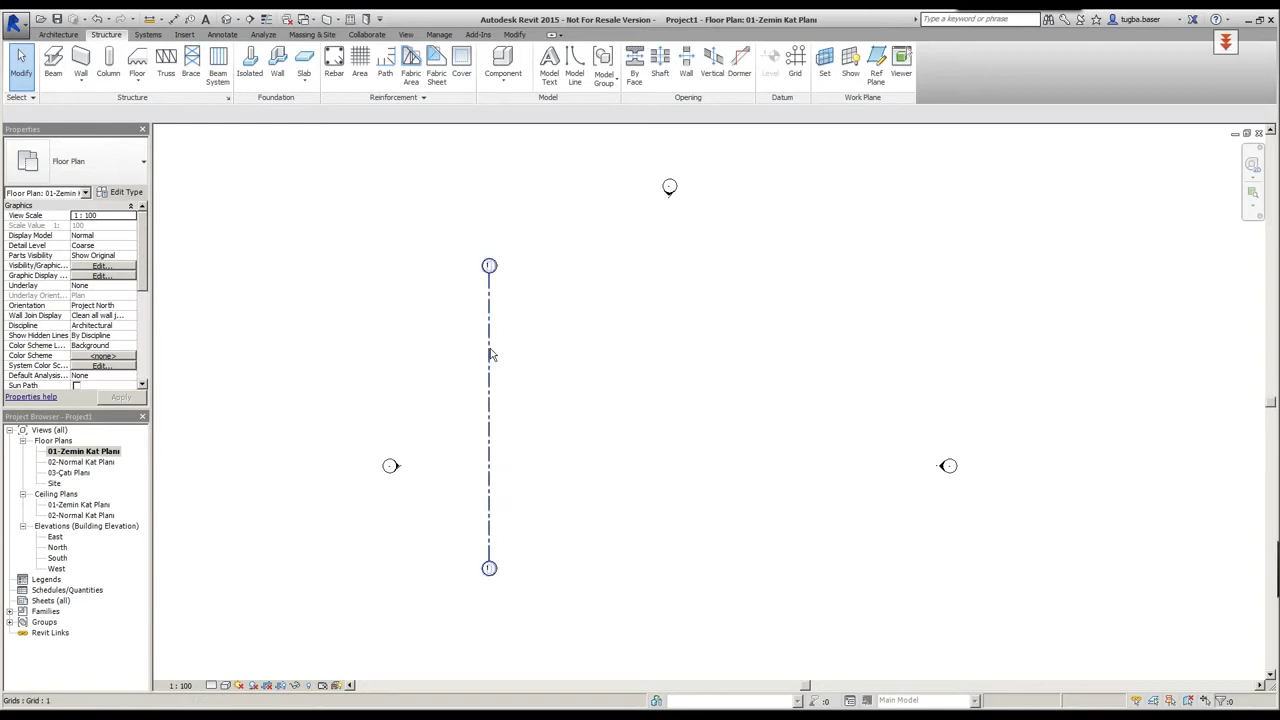 Autodesk Revit 2015 - Not For Resale Version - Project1 - Floor Plan: 01-Zemin Kat Planı
Type a keyword or phrase
tugba.baser
Architecture Structure Systems Insert Annotate Analyze Massing & Site Collaborate View Manage Add-Ins Modify
Modify Beam Wall Column Floor Truss Brace Beam System Isolated Wall Slab Rebar Area Path Fabric Area Fabric Sheet Cover Component Model Text Model Line Model Group By Face Shaft Wall Vertical Dormer Level Grid Set Show Ref Plane Viewer
Select Structure Foundation Reinforcement Model Opening Datum Work Plane
Properties
Floor Plan
Floor Plan: 01-Zemin Edit Type
Graphics
View Scale 1 : 100
Scale Value 1: 100
Display Model Normal
Detail Level Coarse
Parts Visibility Show Original
Visibility/Graphic... Edit...
Graphic Display ... Edit...
Underlay None
Underlay Orient... Plan
Orientation Project North
Wall Join Display Clean all wall j...
Discipline Architectural
Show Hidden Lines By Discipline
Color Scheme L... Background
Color Scheme <none>
System Color Sc... Edit...
Default Analysis... None
Sun Path
Properties help Apply
Project Browser - Project1
Views (all)
Floor Plans
01-Zemin Kat Planı
02-Normal Kat Planı
03-Çatı Planı
Site
Ceiling Plans
01-Zemin Kat Planı
02-Normal Kat Planı
Elevations (Building Elevation)
East
North
South
West
Legends
Schedules/Quantities
Sheets (all)
Families
Groups
Revit Links
1 : 100
Grids : Grid : 1
:0
Main Model
:0